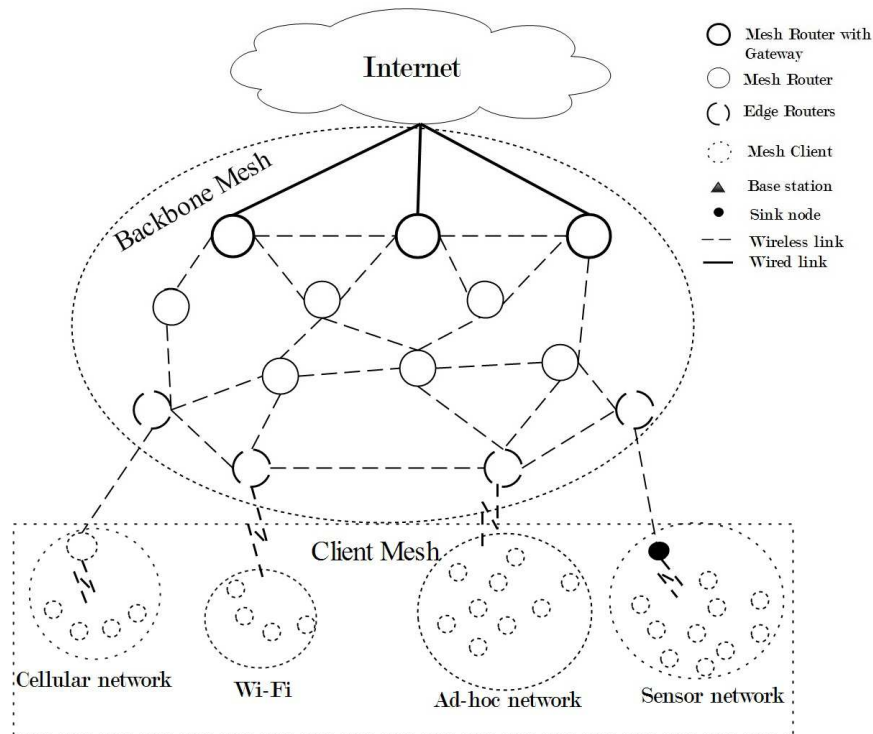 Internet
Mesh Router with
Gateway
Mesh Router
Edge Routers
Mesh Client
Base station
Sink node
Wireless link
Wired link
Backbone Mesh
Client Mesh
Cellular network
Wi-Fi
Ad-hoc network
Sensor network